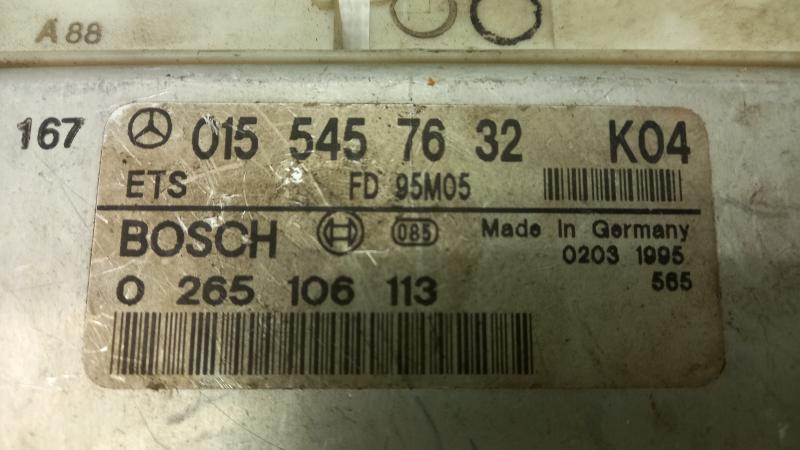 A 88
167
015 545 76 32 K04
ETS FD 95M05
BOSCH 085 Made In Germany
0203 1995
0 265 106 113 565